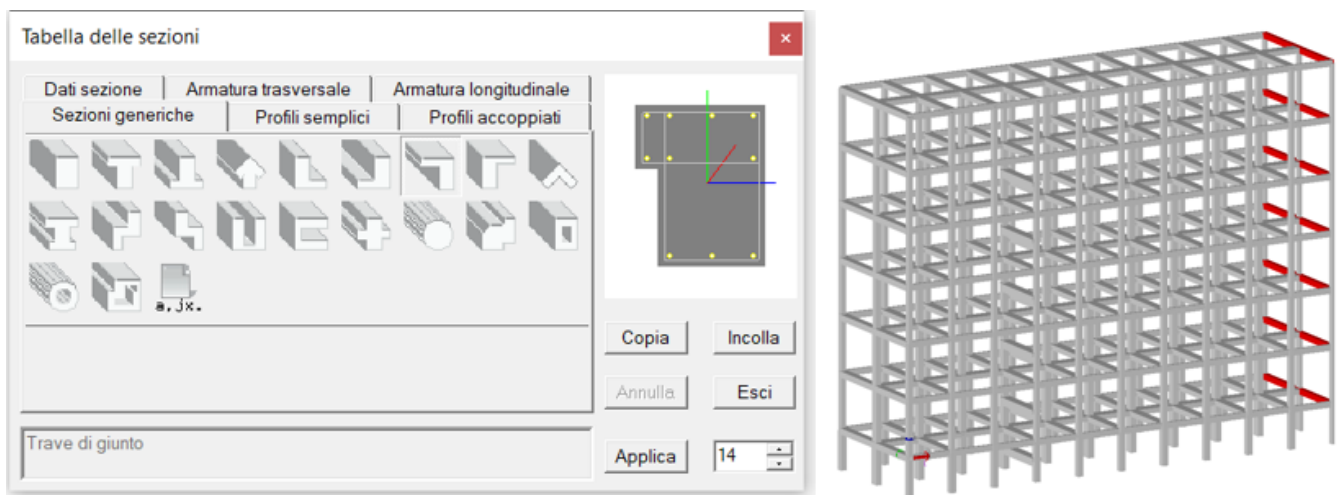 Tabella delle sezioni
Dati sezione Armatura trasversale Armatura longitudinale
Sezioni generiche Profili semplici Profili accoppiati
a,jx.
Copia Incolla
Annulla Esci
Trave di giunto
Applica 14